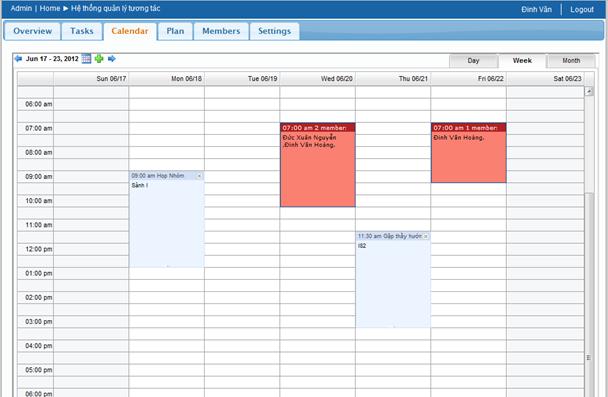 Admin | Home ► Hệ thống quản lý tương tác
Đinh Văn | Logout
Overview Tasks Calendar Plan Members Settings
Jun 17 - 23, 2012
Day Week Month
Sun 06/17 Mon 06/18 Tue 06/19 Wed 06/20 Thu 06/21 Fri 06/22 Sat 06/23
06:00 am
07:00 am
07:00 am 2 member:
Đức Xuân Nguyễn
,Đinh Văn Hoàng.
07:00 am 1 member:
Đinh Văn Hoàng.
08:00 am
09:00 am
09:00 am Họp Nhóm
Sảnh I
10:00 am
11:00 am
11:30 am Gặp thầy hướn
I82
12:00 pm
01:00 pm
02:00 pm
03:00 pm
04:00 pm
05:00 pm
06:00 pm